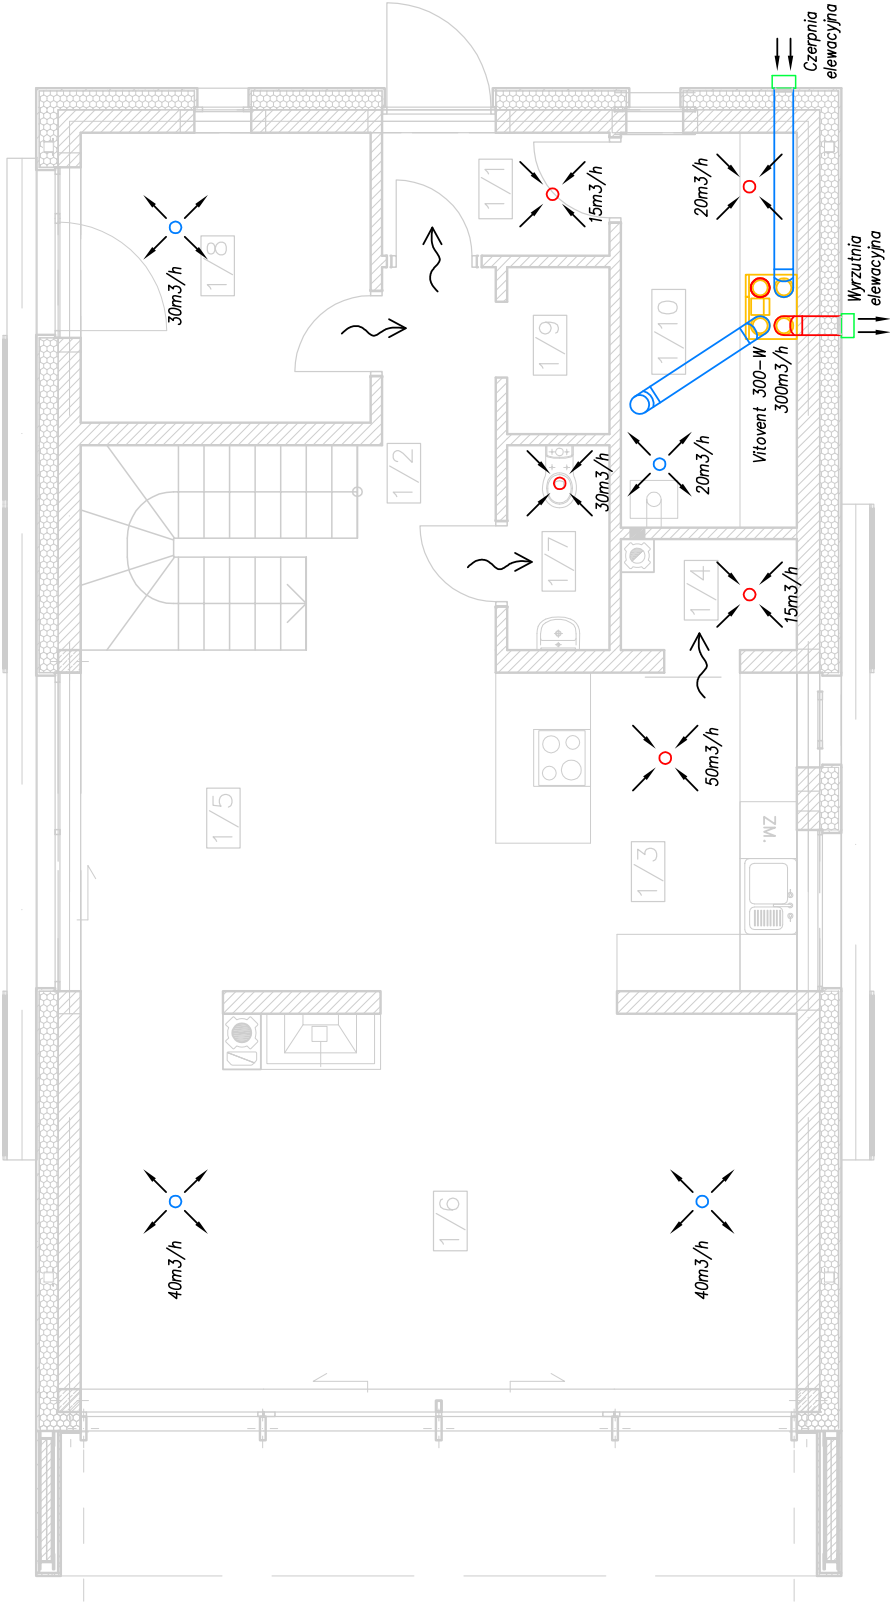 Czerpnia
elewacyjna
Wyrzutnia
elewacyjna
1/1
15m3/h
20m3/h
1/8
30m3/h
1/9
1/10
Vitovent 300-W
300m3/h
1/2
30m3/h
20m3/h
1/7
1/4
15m3/h
50m3/h
1/5
ZM.
1/3
1/6
40m3/h
40m3/h